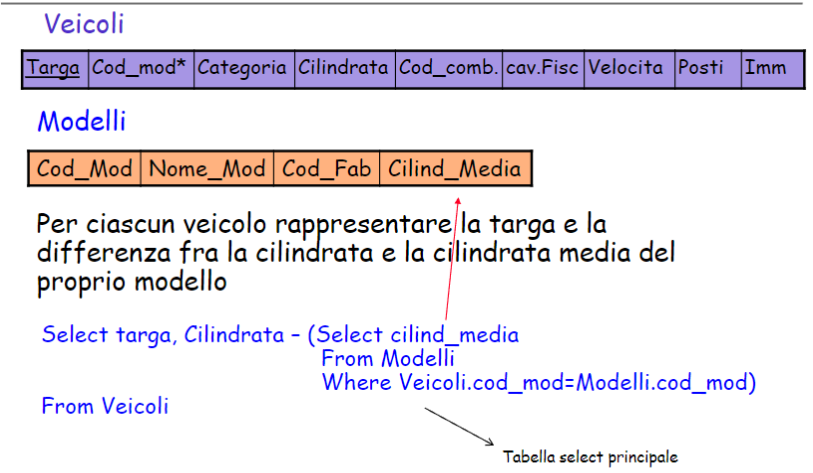 Veicoli
Targa Cod_mod* Categoria Cilindrata Cod_comb. cav.Fisc Velocita Posti Imm
Modelli
Cod_Mod Nome_Mod Cod_Fab Cilind_Media
Per ciascun veicolo rappresentare la targa e la
differenza fra la cilindrata e la cilindrata media del
proprio modello
Select targa, Cilindrata – (Select cilind_media
From Modelli
Where Veicoli.cod_mod=Modelli.cod_mod)
From Veicoli
Tabella select principale